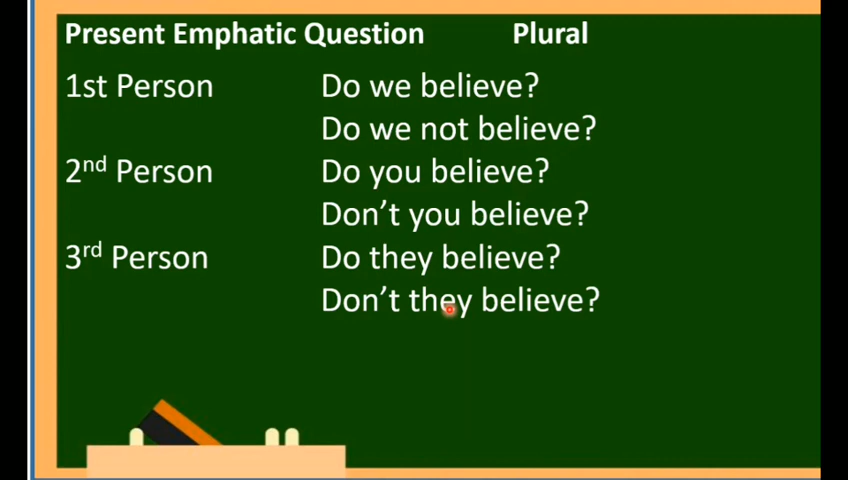 Present Emphatic Question Plural
1st Person Do we believe?
Do we not believe?
2nd Person Do you believe?
Don’t you believe?
3rd Person Do they believe?
Don’t they believe?